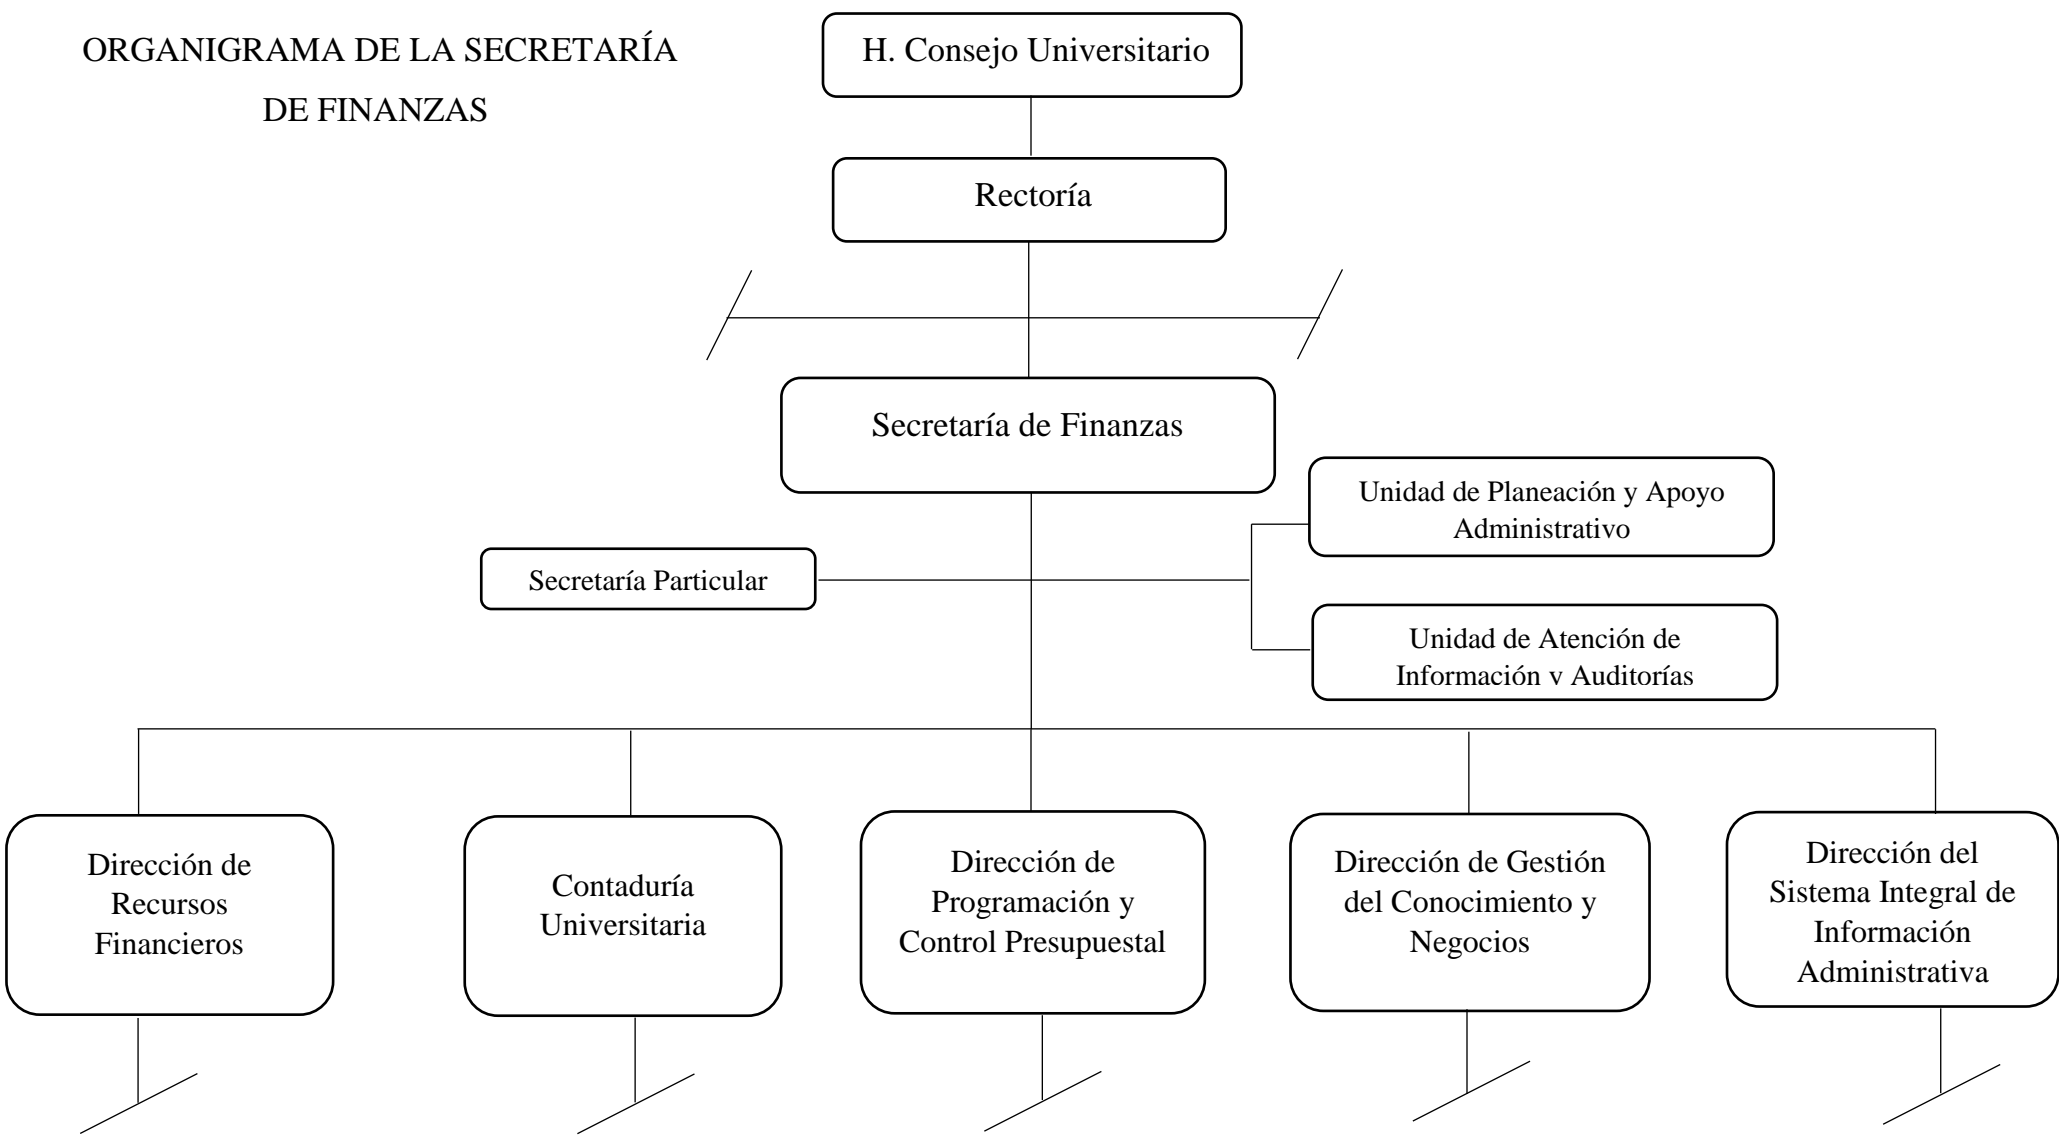 ORGANIGRAMA DE LA SECRETARÍA
DE FINANZAS
H. Consejo Universitario
Rectoría
Secretaría de Finanzas
Unidad de Planeación y Apoyo
Administrativo
Secretaría Particular
Unidad de Atención de
Información v Auditorías
Dirección de
Recursos
Financieros
Contaduría
Universitaria
Dirección de
Programación y
Control Presupuestal
Dirección de Gestión
del Conocimiento y
Negocios
Dirección del
Sistema Integral de
Información
Administrativa